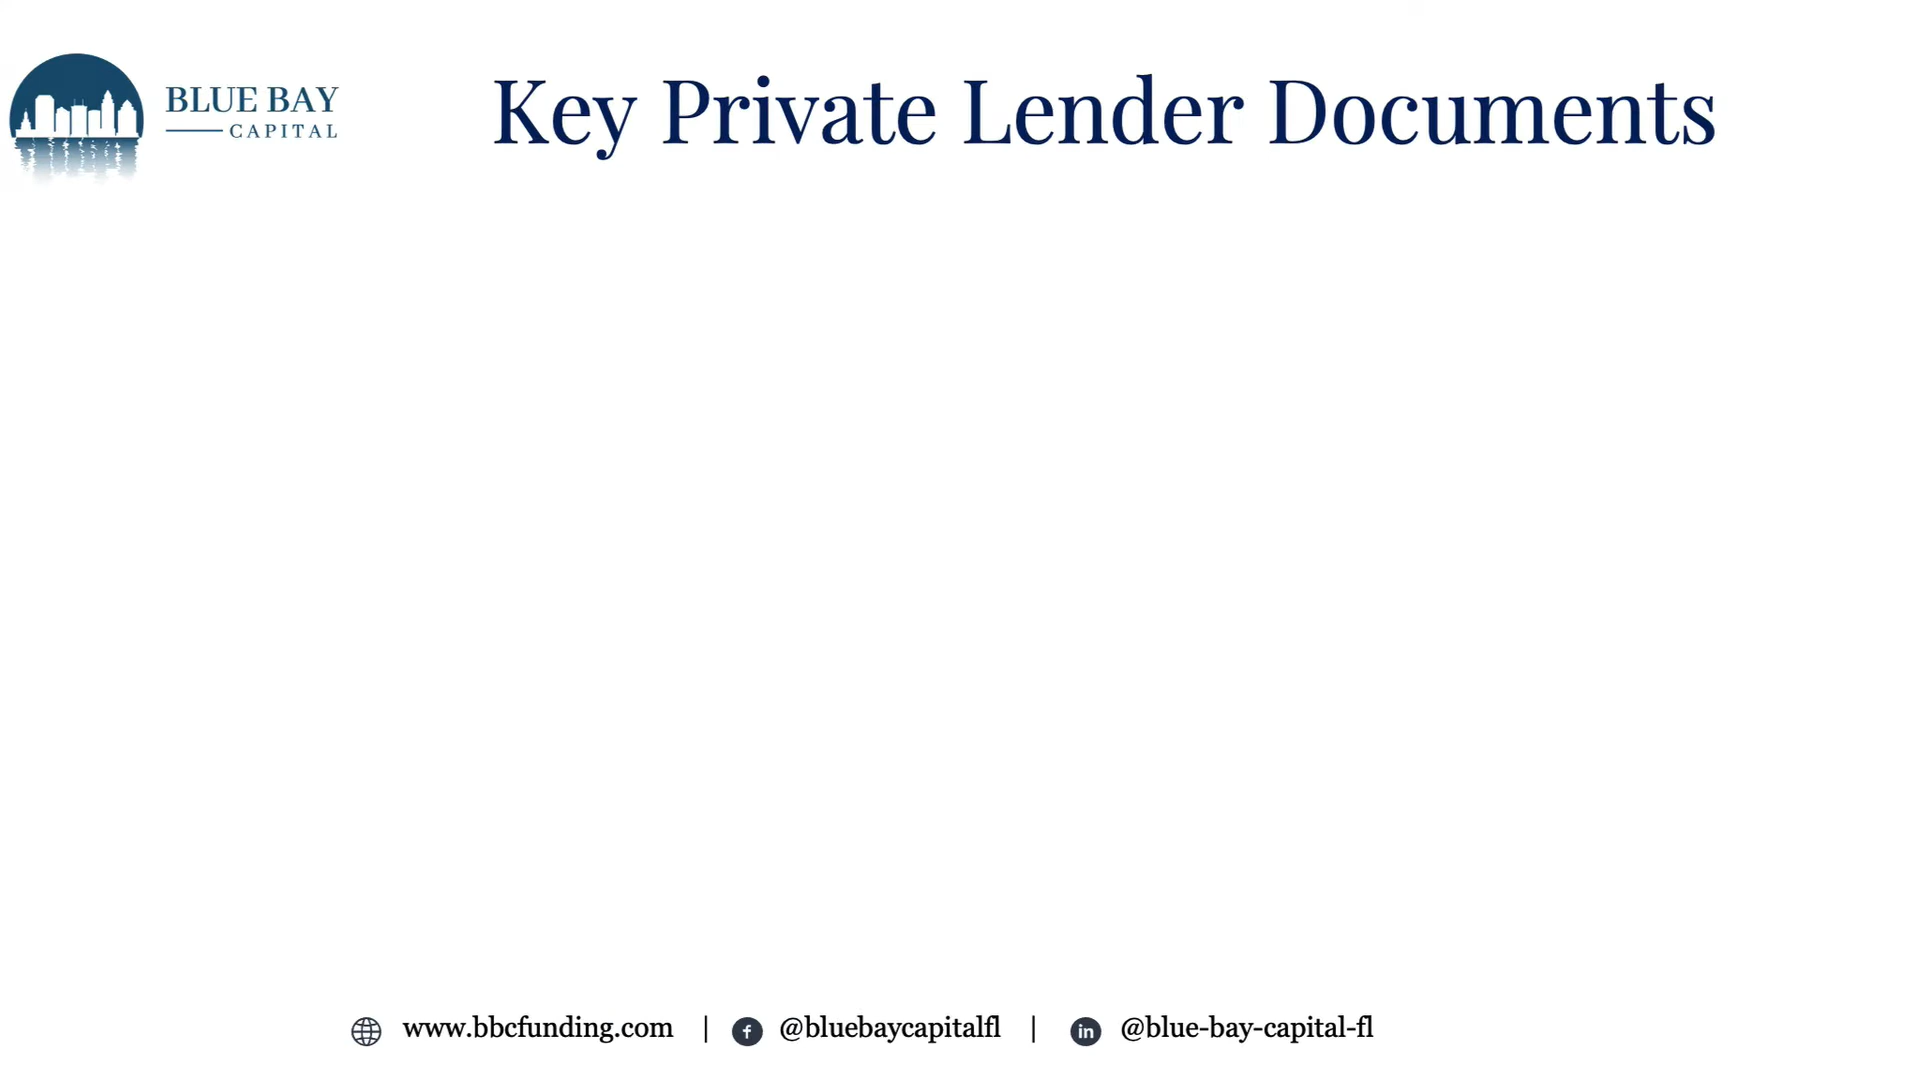 BLUE BAY
CAPITAL
Key Private Lender Documents
www.bbcfunding.com | @bluebaycapitalfl | @blue-bay-capital-fl